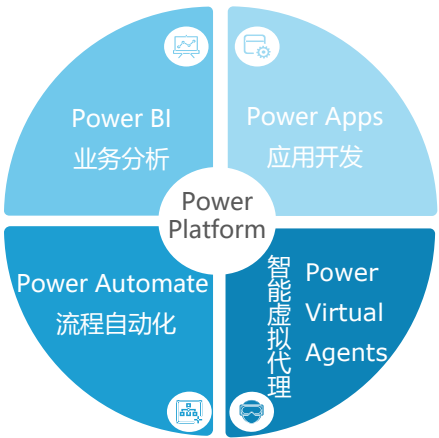 Power BI
业务分析
Power Apps
应用开发
Power
Platform
Power Automate
流程自动化
智能虚拟代理
Power
Virtual
Agents